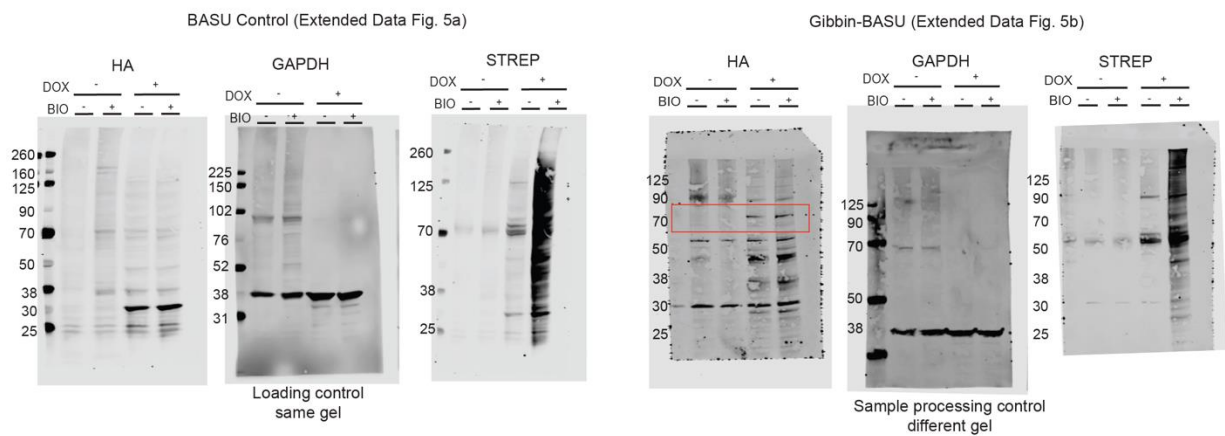 BASU Control (Extended Data Fig. 5a)
HA
DOX - +
BIO - + - +
260
160
125
90
70
50
38
30
25
GAPDH
DOX - +
BIO - + - +
225
150
102
76
52
38
31
Loading control
same gel
STREP
DOX - +
BIO - + - +
260
125
70
38
25
Gibbin-BASU (Extended Data Fig. 5b)
HA
DOX - +
BIO - + - +
125
90
70
50
38
30
25
GAPDH
DOX - +
BIO - + - +
125
90
70
50
38
Sample processing control
different gel
STREP
- +
- + - +
125
90
70
50
38
30
25